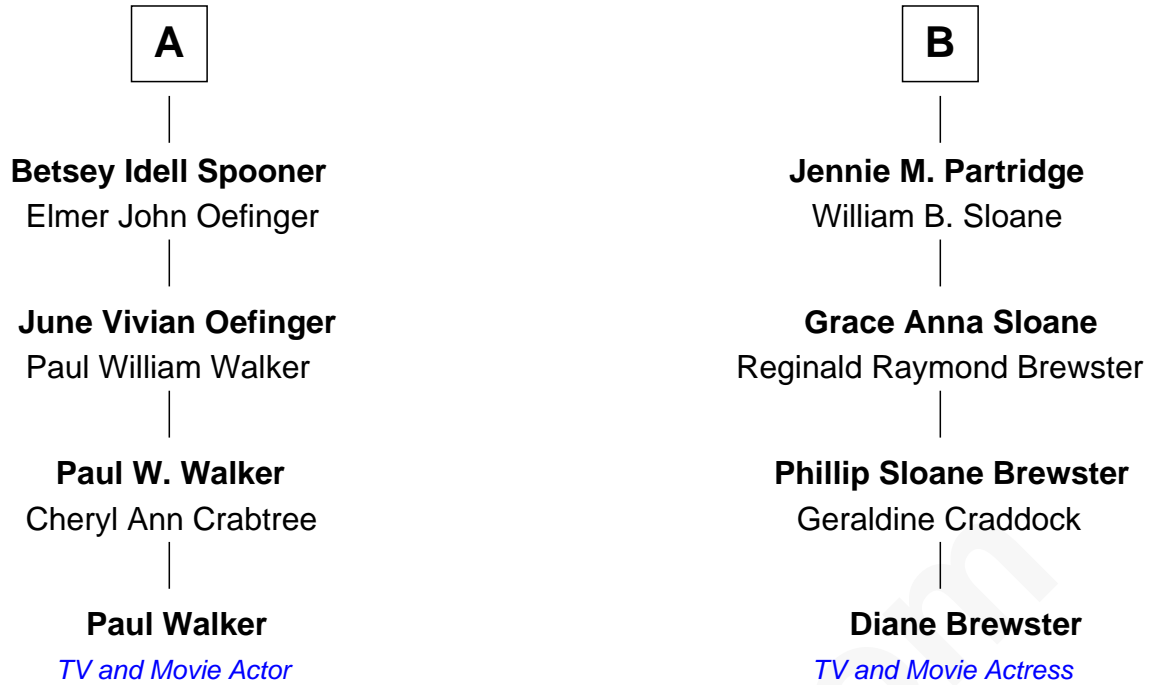 A
Betsey Idell Spooner
Elmer John Oefinger
June Vivian Oefinger
Paul William Walker
Paul W. Walker
Cheryl Ann Crabtree
Paul Walker
TV and Movie Actor
B
Jennie M. Partridge
William B. Sloane
Grace Anna Sloane
Reginald Raymond Brewster
Phillip Sloane Brewster
Geraldine Craddock
Diane Brewster
TV and Movie Actress